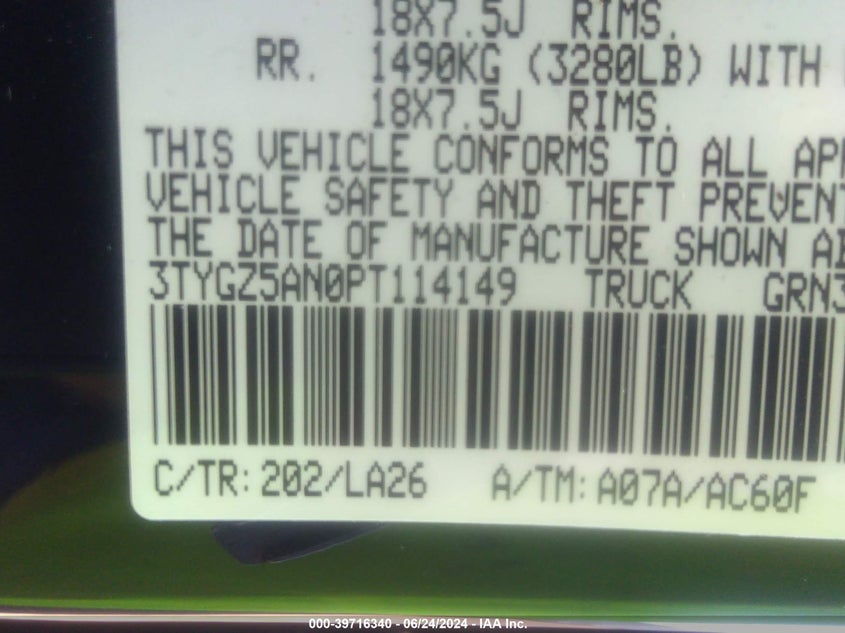 18X7.5J RIMS.
RR. 1490KG (3280LB) WITH
18X7.5J RIMS.
THIS VEHICLE CONFORMS TO ALL
VEHICLE SAFETY AND THEFT
THE DATE OF MANUFACTURE SHOWN
3TYGZ5AN0PT114149 TRUCK GRN3
C/TR: 202/LA26 A/TM: A07A/AC60F
000-39716340 - 06/24/2024 - IAA Inc.